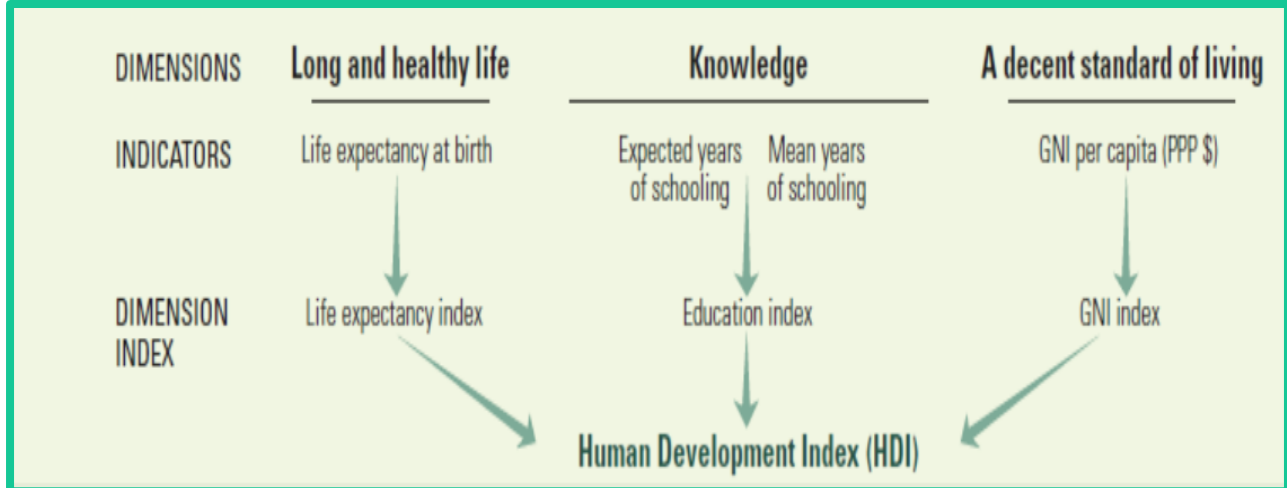 DIMENSIONS Long and healthy life Knowledge A decent standard of living
INDICATORS Life expectancy at birth Expected years Mean years GNI per capita (PPP $)
of schooling of schooling
DIMENSION Life expectancy index Education index GNI index
INDEX
Human Development Index (HDI)